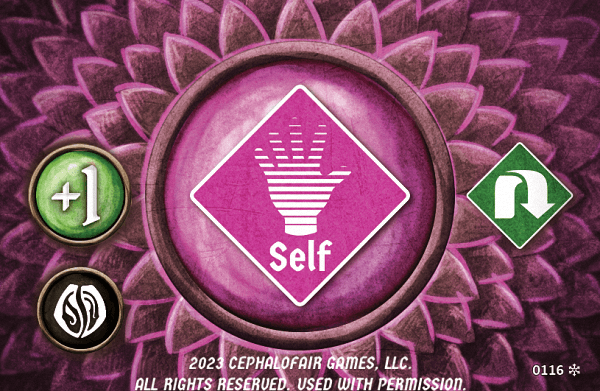 +1
Self
2023 CEPHALOFAIR GAMES, LLC.
ALL RIGHTS RESERVED. USED WITH PERMISSION.
0116